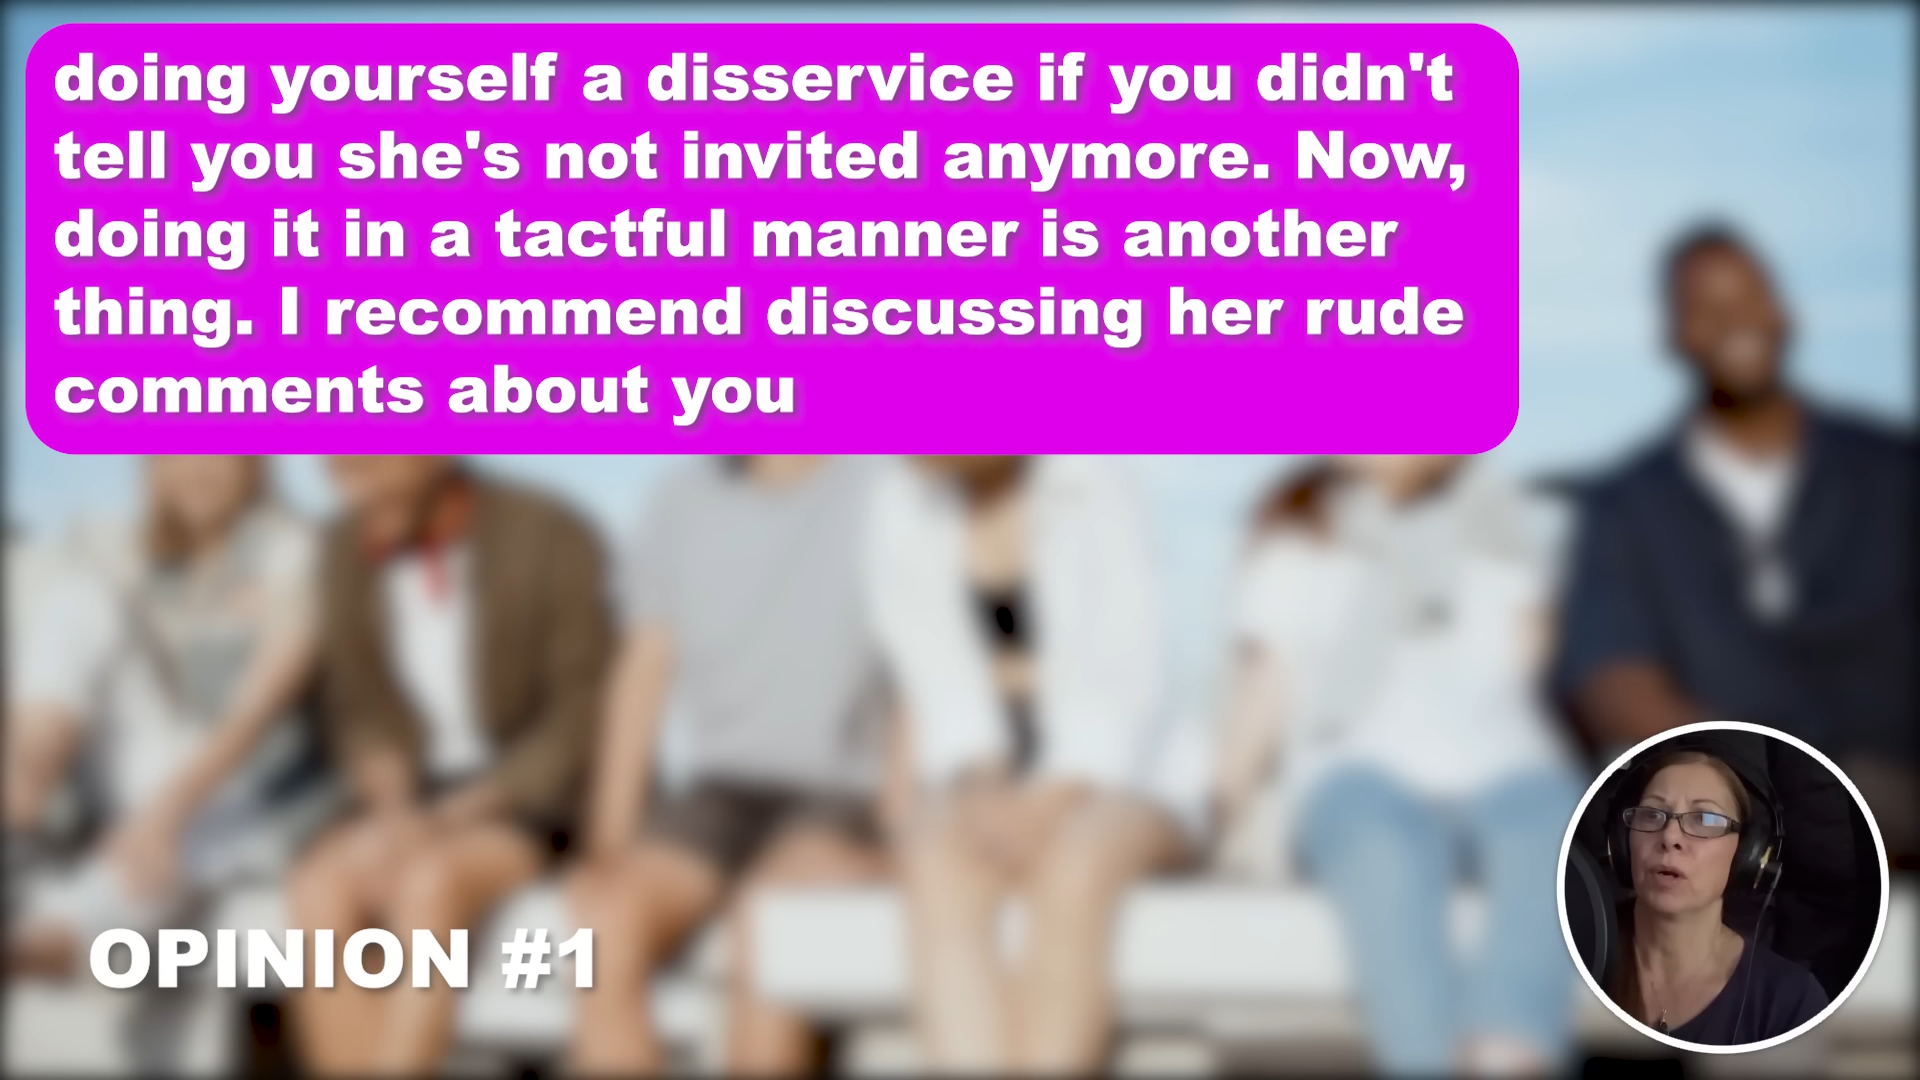 doing yourself a disservice if you didn't
tell you she's not invited anymore. Now,
doing it in a tactful manner is another
thing. I recommend discussing her rude
comments about you
OPINION #1